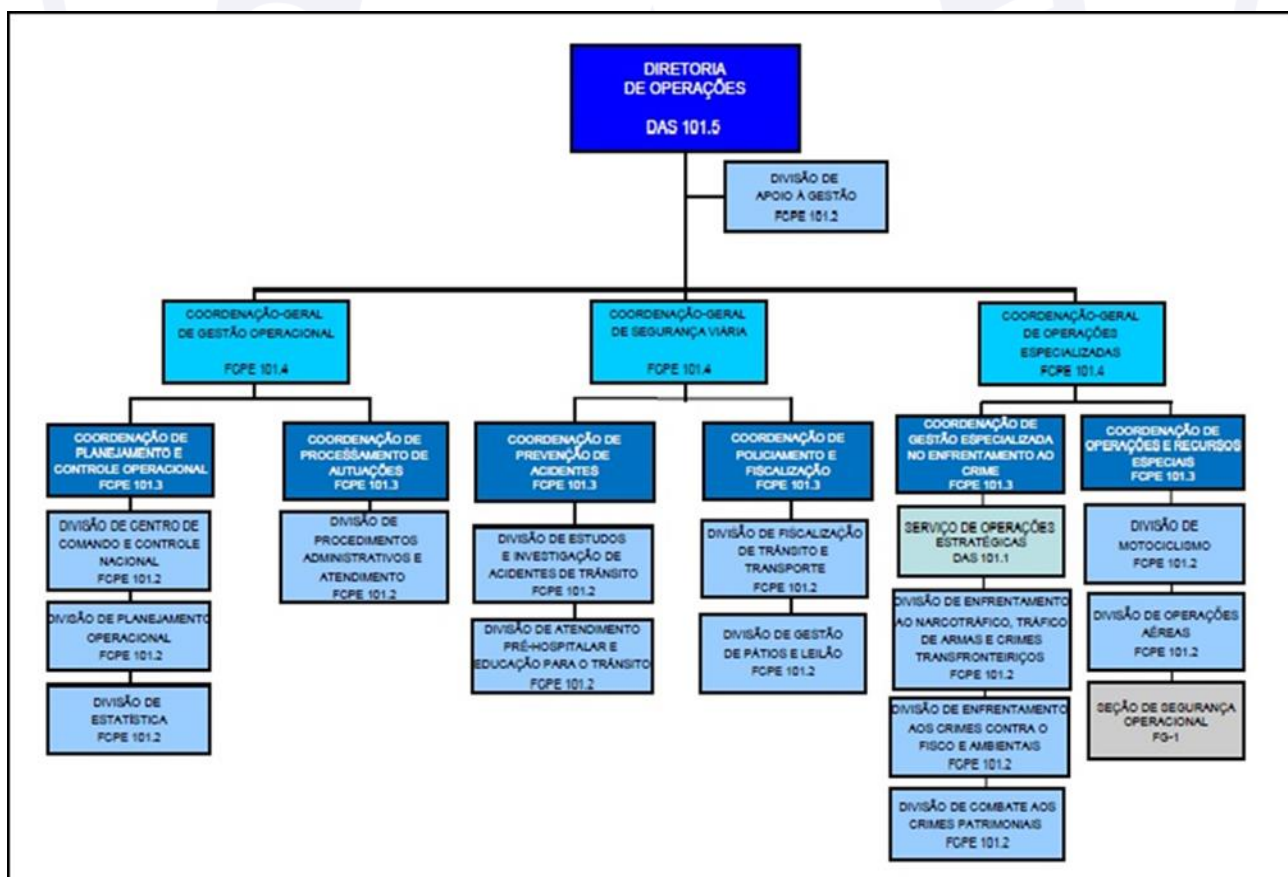 DIRETORIA
DE OPERAÇÕES
DAS 101.5
DIVISÃO DE
APOIO À GESTÃO
FCPE 101.2
COORDENAÇÃO-GERAL
DE GESTÃO OPERACIONAL
FCPE 101.4
COORDENAÇÃO-GERAL
DE SEGURANÇA VIÁRIA
FCPE 101.4
COORDENAÇÃO-GERAL
DE OPERAÇÕES
ESPECIALIZADAS
FCPE 101.4
COORDENAÇÃO DE
PLANEJAMENTO E
CONTROLE OPERACIONAL
FCPE 101.3
COORDENAÇÃO DE
PROCESSAMENTO DE
AUTUAÇÕES
FCPE 101.3
COORDENAÇÃO DE
PREVENÇÃO DE
ACIDENTES
FCPE 101.3
COORDENAÇÃO DE
POLICIAMENTO E
FISCALIZAÇÃO
FCPE 101.3
COORDENAÇÃO DE
GESTÃO ESPECIALIZADA
NO ENFRENTAMENTO AO
CRIME
FCPE 101.3
COORDENAÇÃO DE
OPERAÇÕES E RECURSOS
ESPECIAIS
FCPE 101.3
DIVISÃO DE CENTRO DE
COMANDO E CONTROLE
NACIONAL
FCPE 101.2
DIVISÃO DE PLANEJAMENTO
OPERACIONAL
FCPE 101.2
DIVISÃO DE
ESTATÍSTICA
FCPE 101.2
DIVISÃO DE
PROCEDIMENTOS
ADMINISTRATIVOS E
ATENDIMENTO
FCPE 101.2
DIVISÃO DE ESTUDOS
E INVESTIGAÇÃO DE
ACIDENTES DE TRÂNSITO
FCPE 101.2
DIVISÃO DE ATENDIMENTO
PRÉ-HOSPITALAR E
EDUCAÇÃO PARA O TRÂNSITO
FCPE 101.2
DIVISÃO DE FISCALIZAÇÃO
DE TRÂNSITO E
TRANSPORTE
FCPE 101.2
DIVISÃO DE GESTÃO
DE PÁTIOS E LEILÃO
FCPE 101.2
SERVIÇO DE OPERAÇÕES
ESTRATÉGICAS
DAS 101.1
DIVISÃO DE ENFRENTAMENTO
AO NARCOTRÁFICO, TRÁFICO
DE ARMAS E CRIMES
TRANSFRONTEIRIÇOS
FCPE 101.2
DIVISÃO DE ENFRENTAMENTO
AOS CRIMES CONTRA O
FISCO E AMBIENTAIS
FCPE 101.2
DIVISÃO DE COMBATE AOS
CRIMES PATRIMONIAIS
FCPE 101.2
DIVISÃO DE
MOTOCICLISMO
FCPE 101.2
DIVISÃO DE OPERAÇÕES
AÉREAS
FCPE 101.2
SEÇÃO DE SEGURANÇA
OPERACIONAL
FG-1